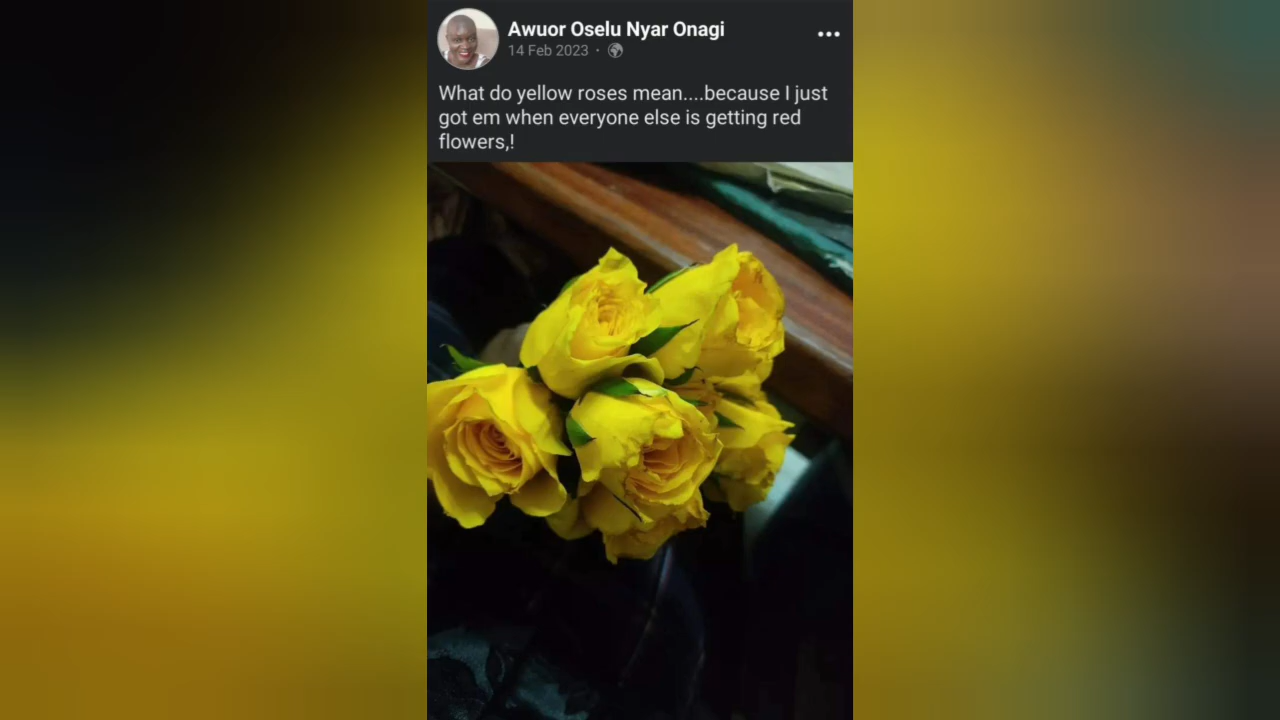 Awuor Oselu Nyar Onagi
14 Feb 2023 ·
What do yellow roses mean....because I just
got em when everyone else is getting red
flowers,!